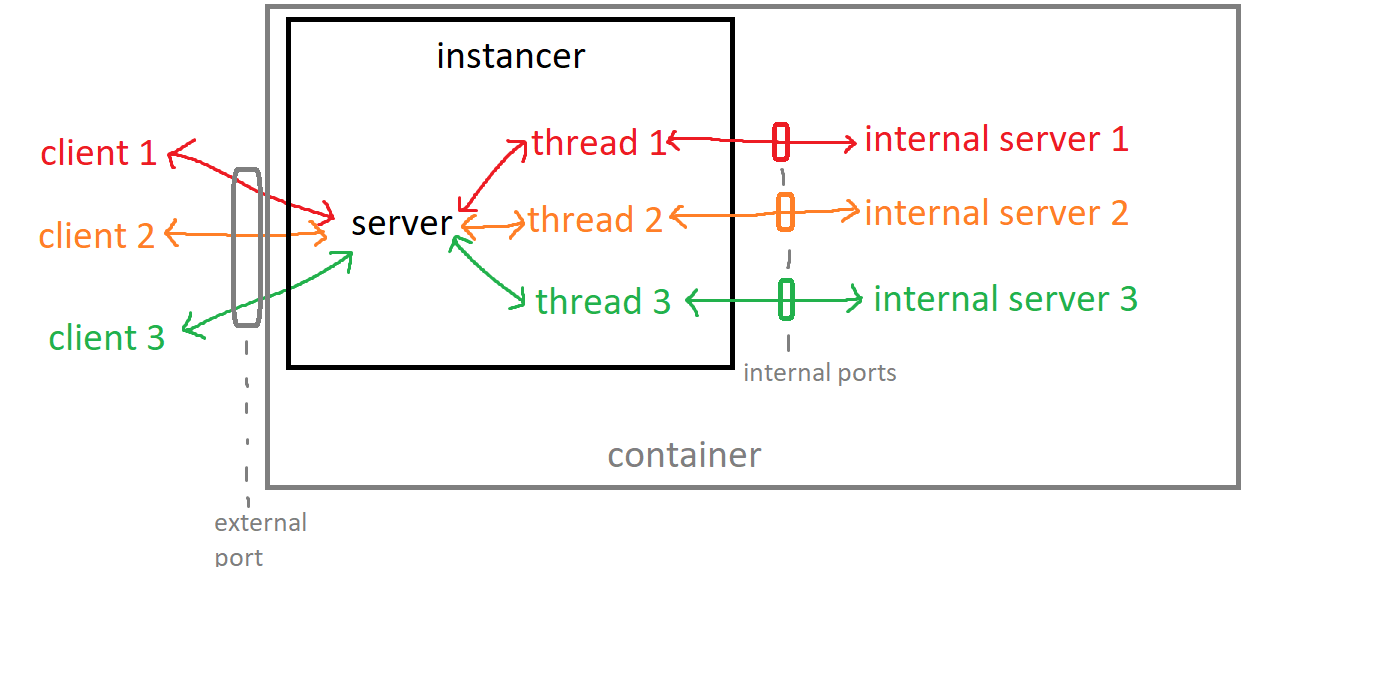 instancer
client 1
thread 1
internal server 1
client 2
server
thread 2
internal server 2
client 3
thread 3
internal server 3
internal ports
container
external
port